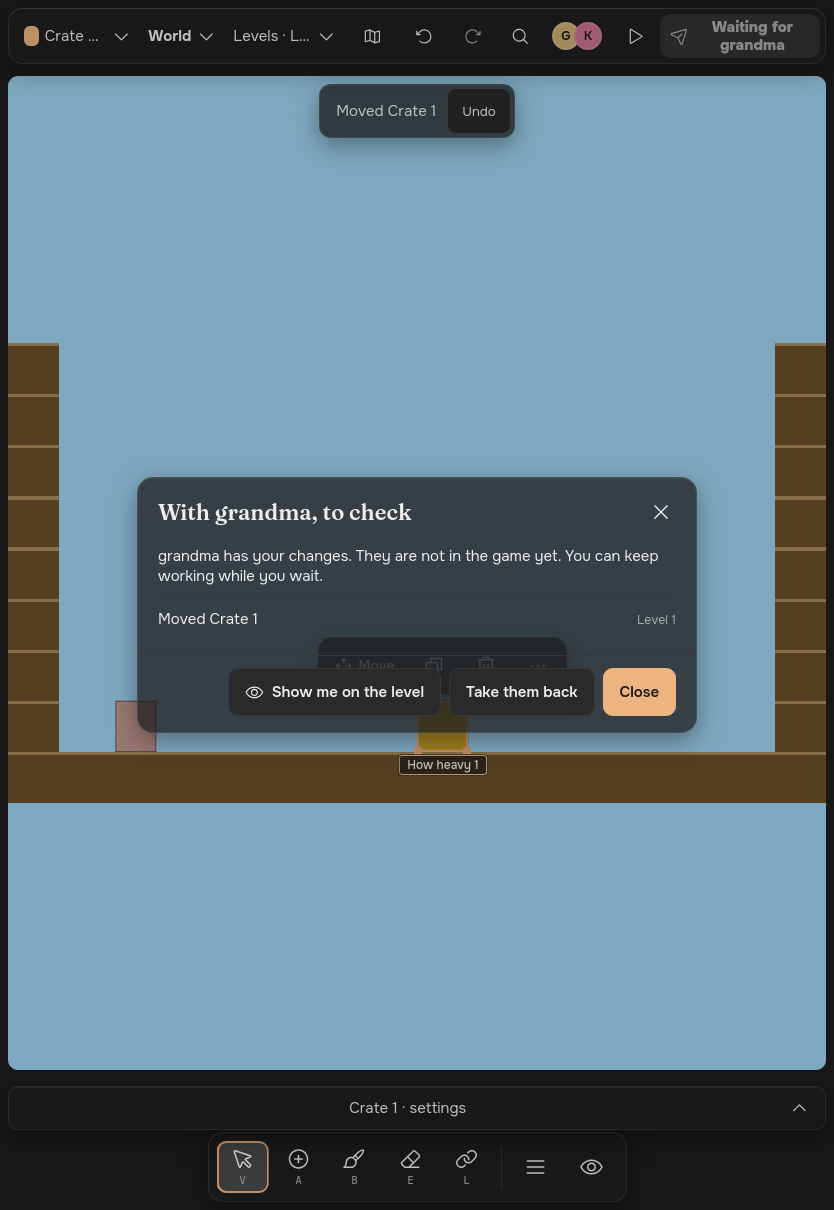 Crate ...
World
Levels · L...
G
K
Waiting for
grandma
Moved Crate 1
Undo
With grandma, to check
grandma has your changes. They are not in the game yet. You can keep
working while you wait.
Moved Crate 1
Level 1
Move
Show me on the level
Take them back
Close
How heavy 1
Crate 1 · settings
V
A
B
E
L